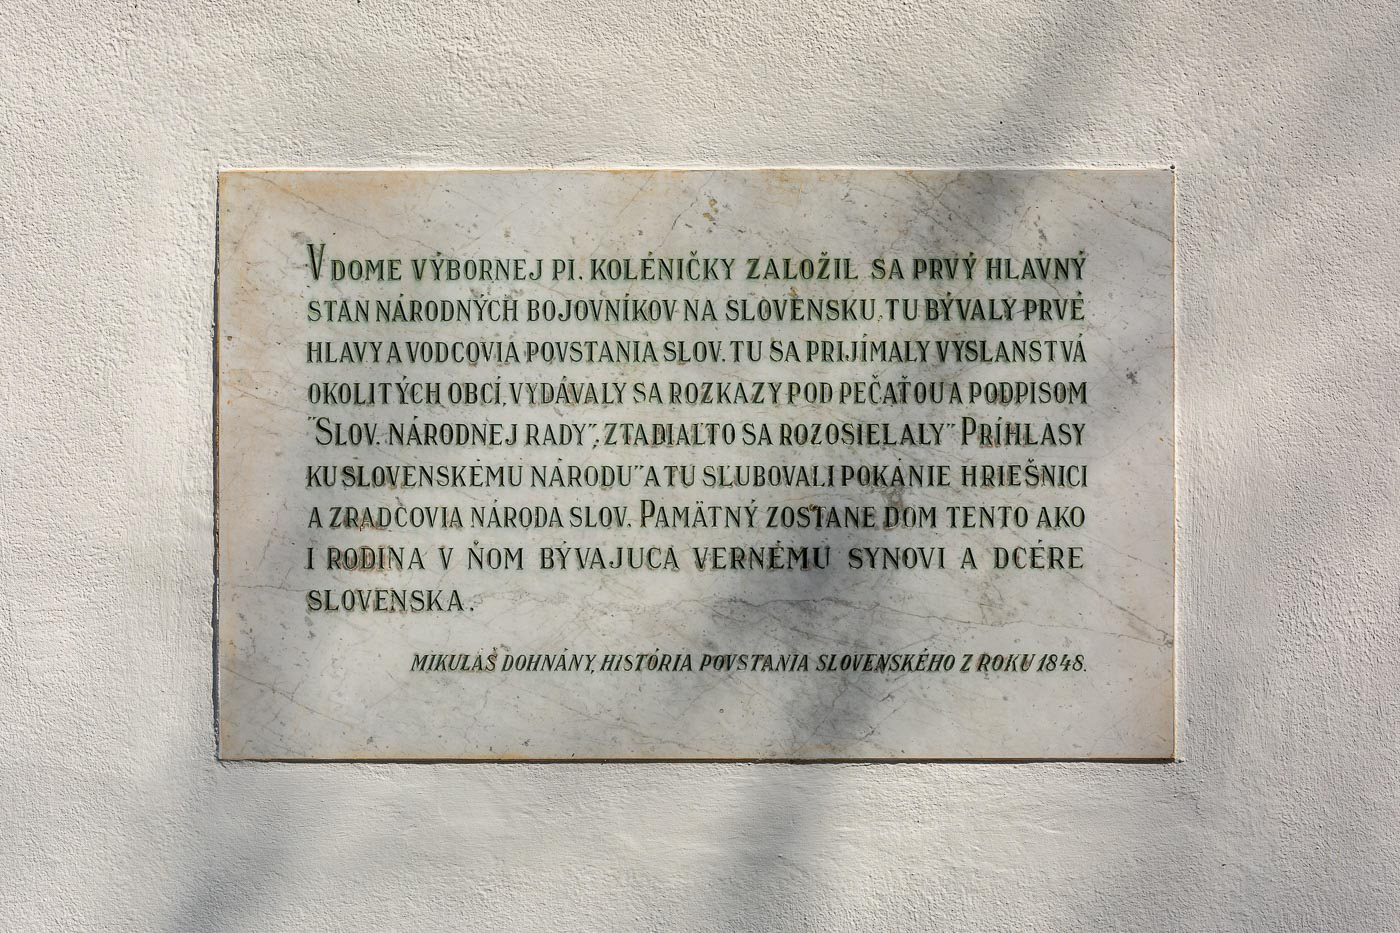 V DOME VÝBORNEJ PI. KOLÉNIČKY ZALOŽIL SA PRVÝ HLAVNÝ
STAN NÁRODNÝCH BOJOVNÍKOV NA SLOVENSKU. TU BÝVALY PRVÉ
HLAVY A VODCOVIA POVSTANIA SLOV. TU SA PRIJÍMALY VYSLANSTVÁ
OKOLITÝCH OBCÍ, VYDÁVALY SA ROZKAZY POD PEČAŤOU A PODPISOM
"SLOV. NÁRODNEJ RADY", ZTADIAĽTO SA ROZOSIELALY "PRÍHLASY
KU SLOVENSKÉMU NÁRODU" A TU SĽUBOVALI POKÁNIE HRIEŠNICI
A ZRADCOVIA NÁRODA SLOV. PAMÄTNÝ ZOSTANE DOM TENTO AKO
I RODINA V ŇOM BÝVAJÚCA VERNÉMU SYNOVI A DCÉRE
SLOVENSKA.
MIKULÁŠ DOHNÁNY, HISTÓRIA POVSTANIA SLOVENSKÉHO Z ROKU 1848.